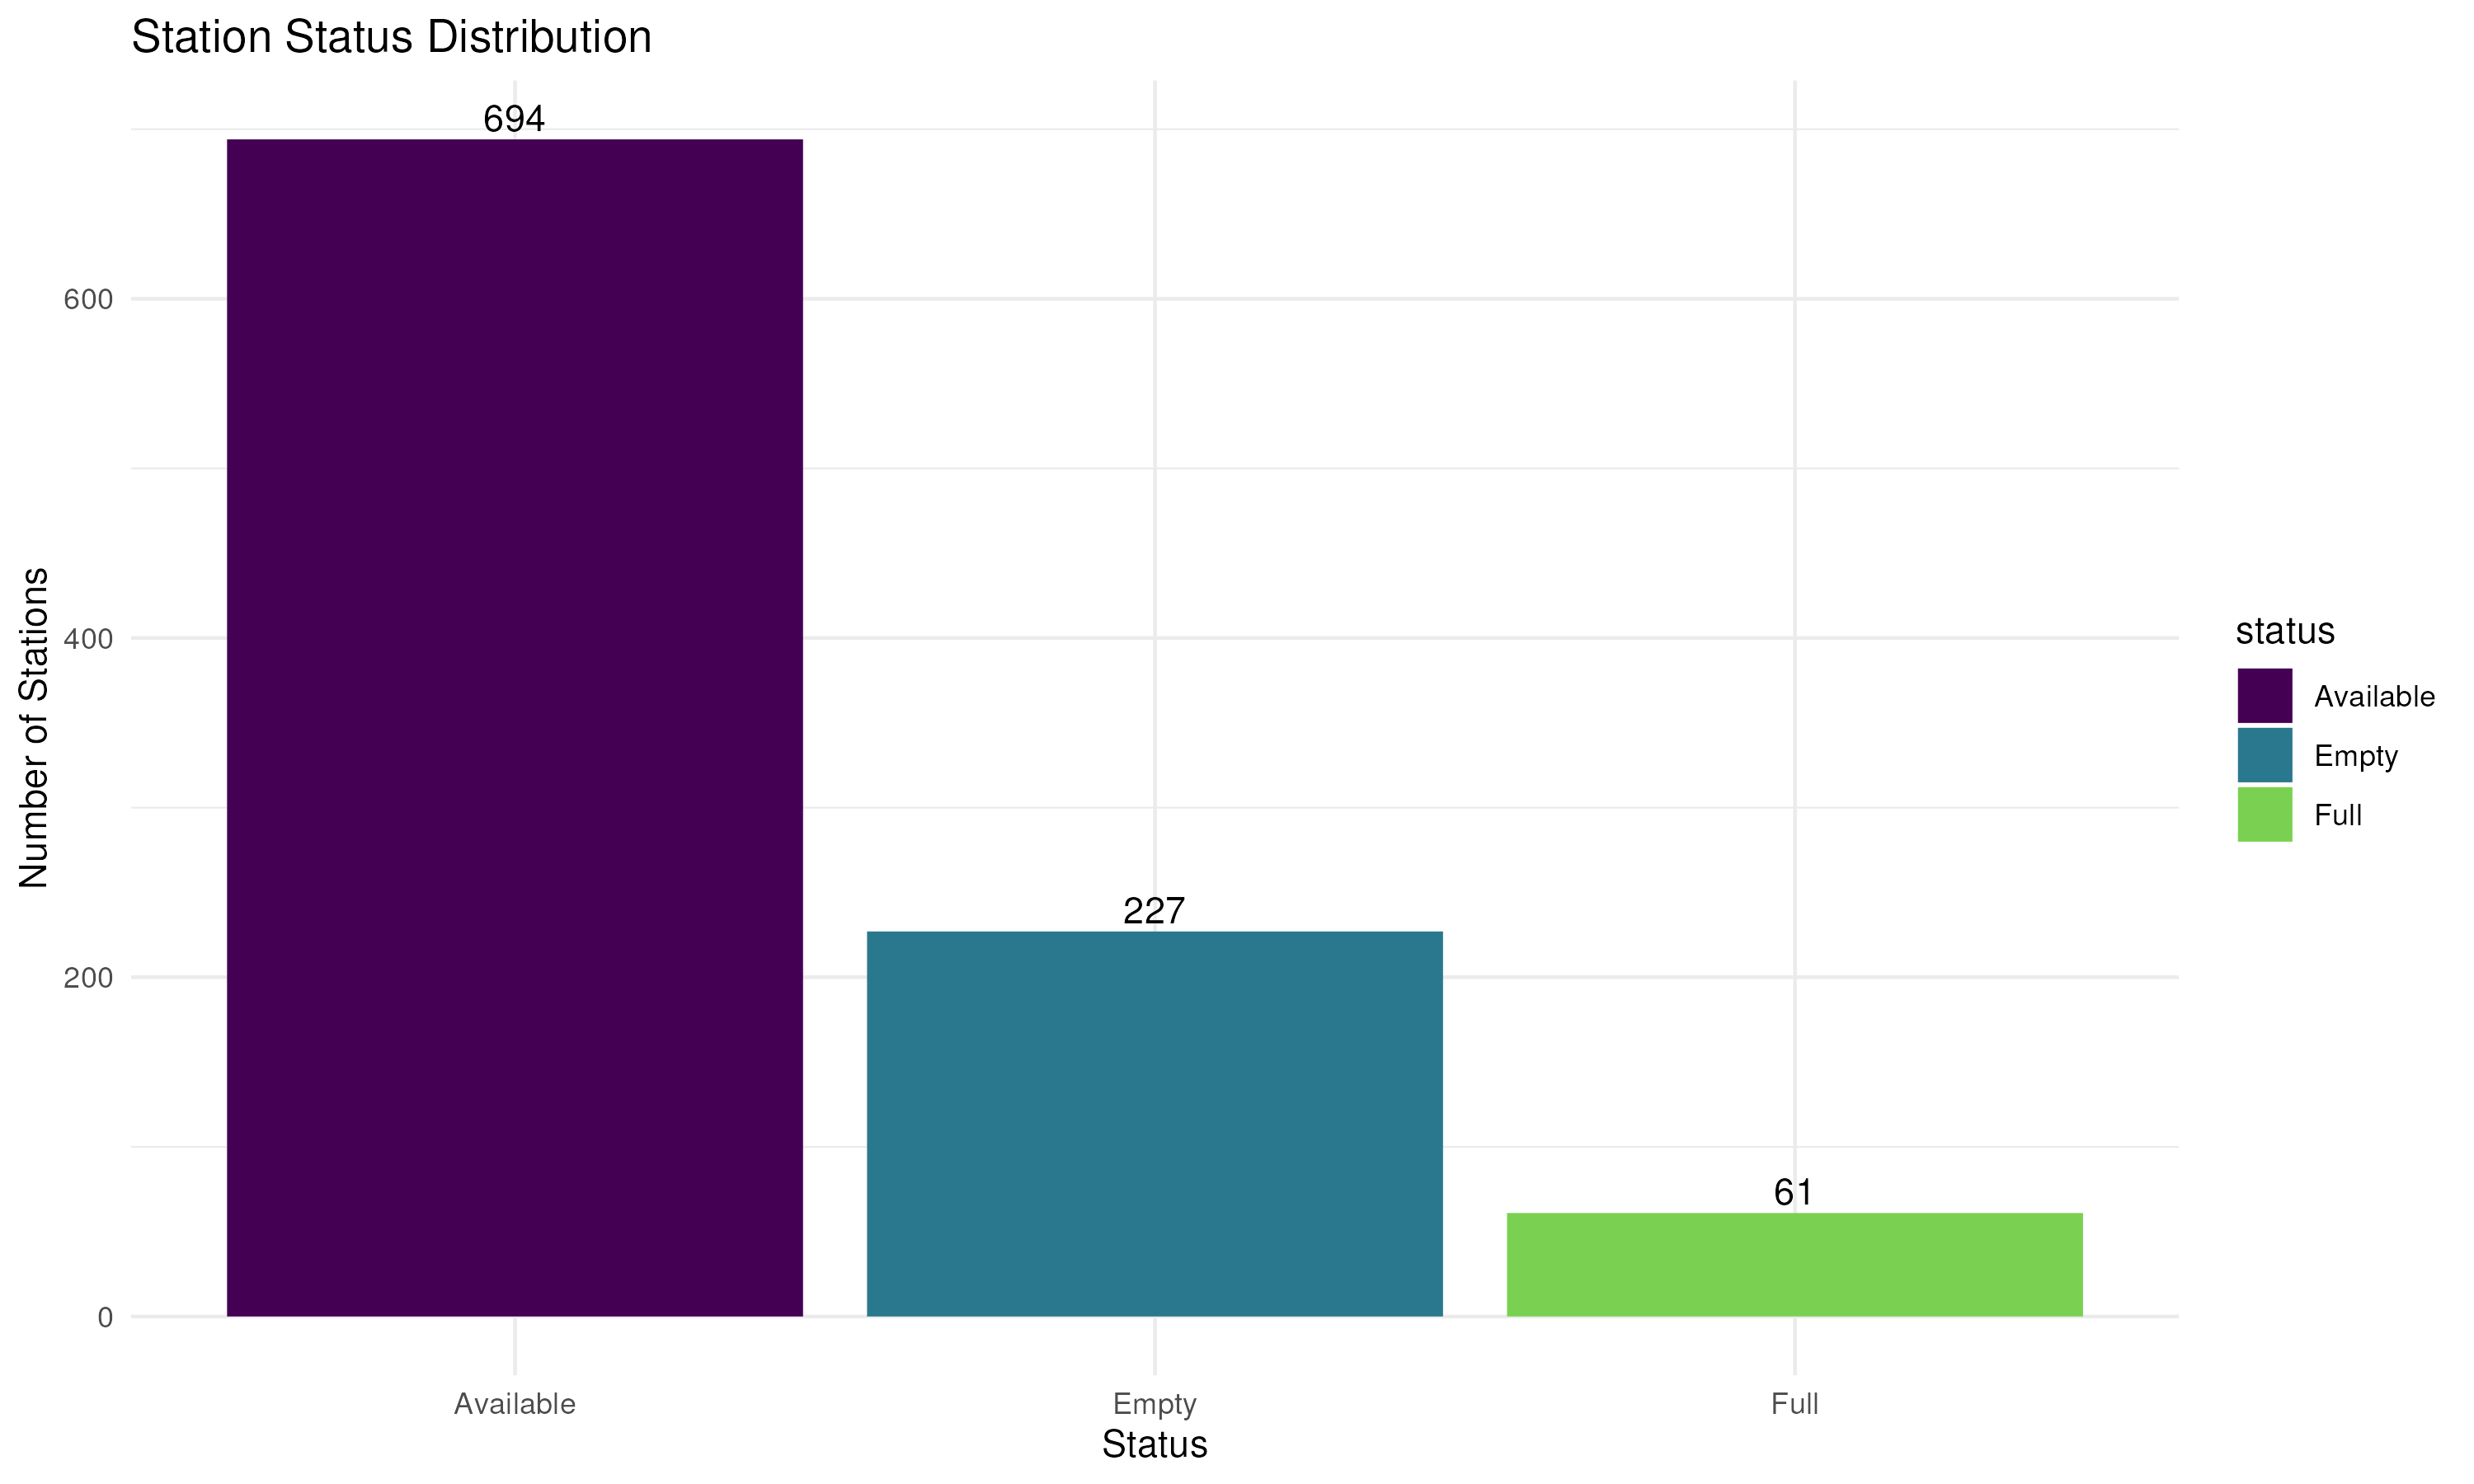 Station Status Distribution
694
600
400
200
0
227
61
Number of Stations
Available
Empty
Full
Status
status
Available
Empty
Full